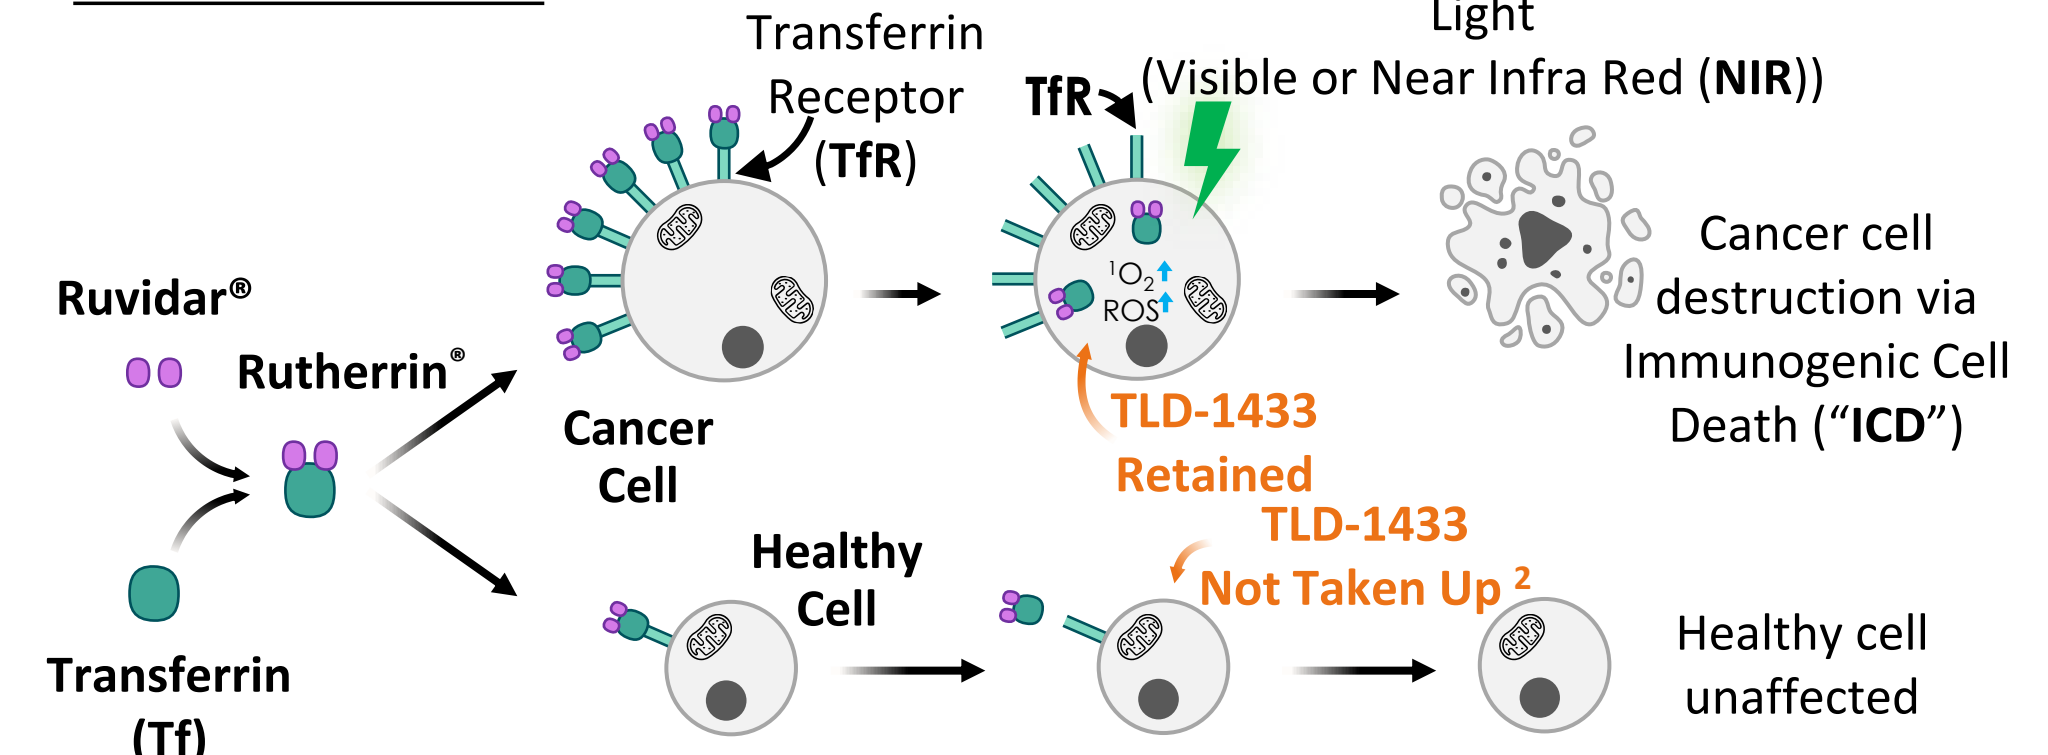 Transferrin
Receptor
(TfR)
TfR
Light
(Visible or Near Infra Red (NIR))
Ruvidar®
Rutherrin®
Transferrin
(Tf)
Cancer
Cell
¹O₂
ROS
TLD-1433
Retained
Cancer cell
destruction via
Immunogenic Cell
Death (“ICD”)
Healthy
Cell
TLD-1433
Not Taken Up ²
Healthy cell
unaffected